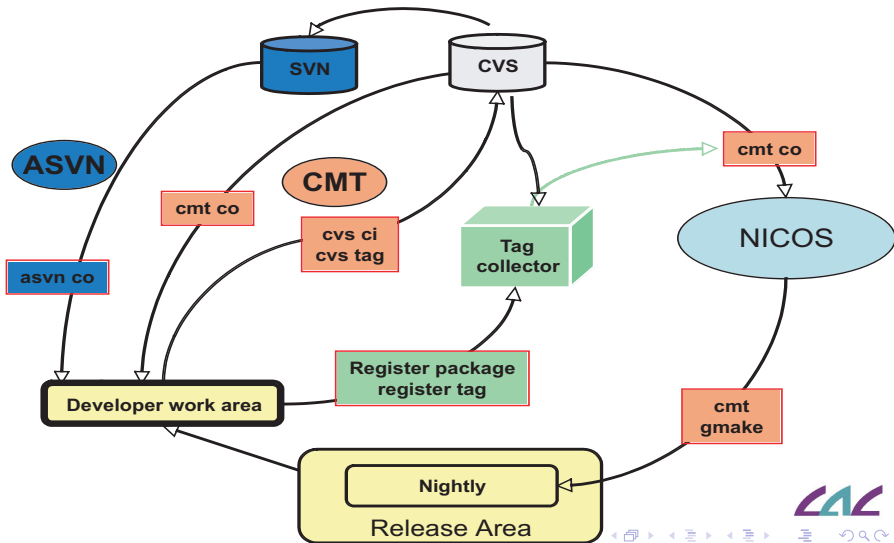 SVN
CVS
ASVN
CMT
cmt co
cmt co
cvs ci
cvs tag
Tag
collector
NICOS
asvn co
Register package
register tag
Developer work area
cmt
gmake
Nightly
Release Area
CAC